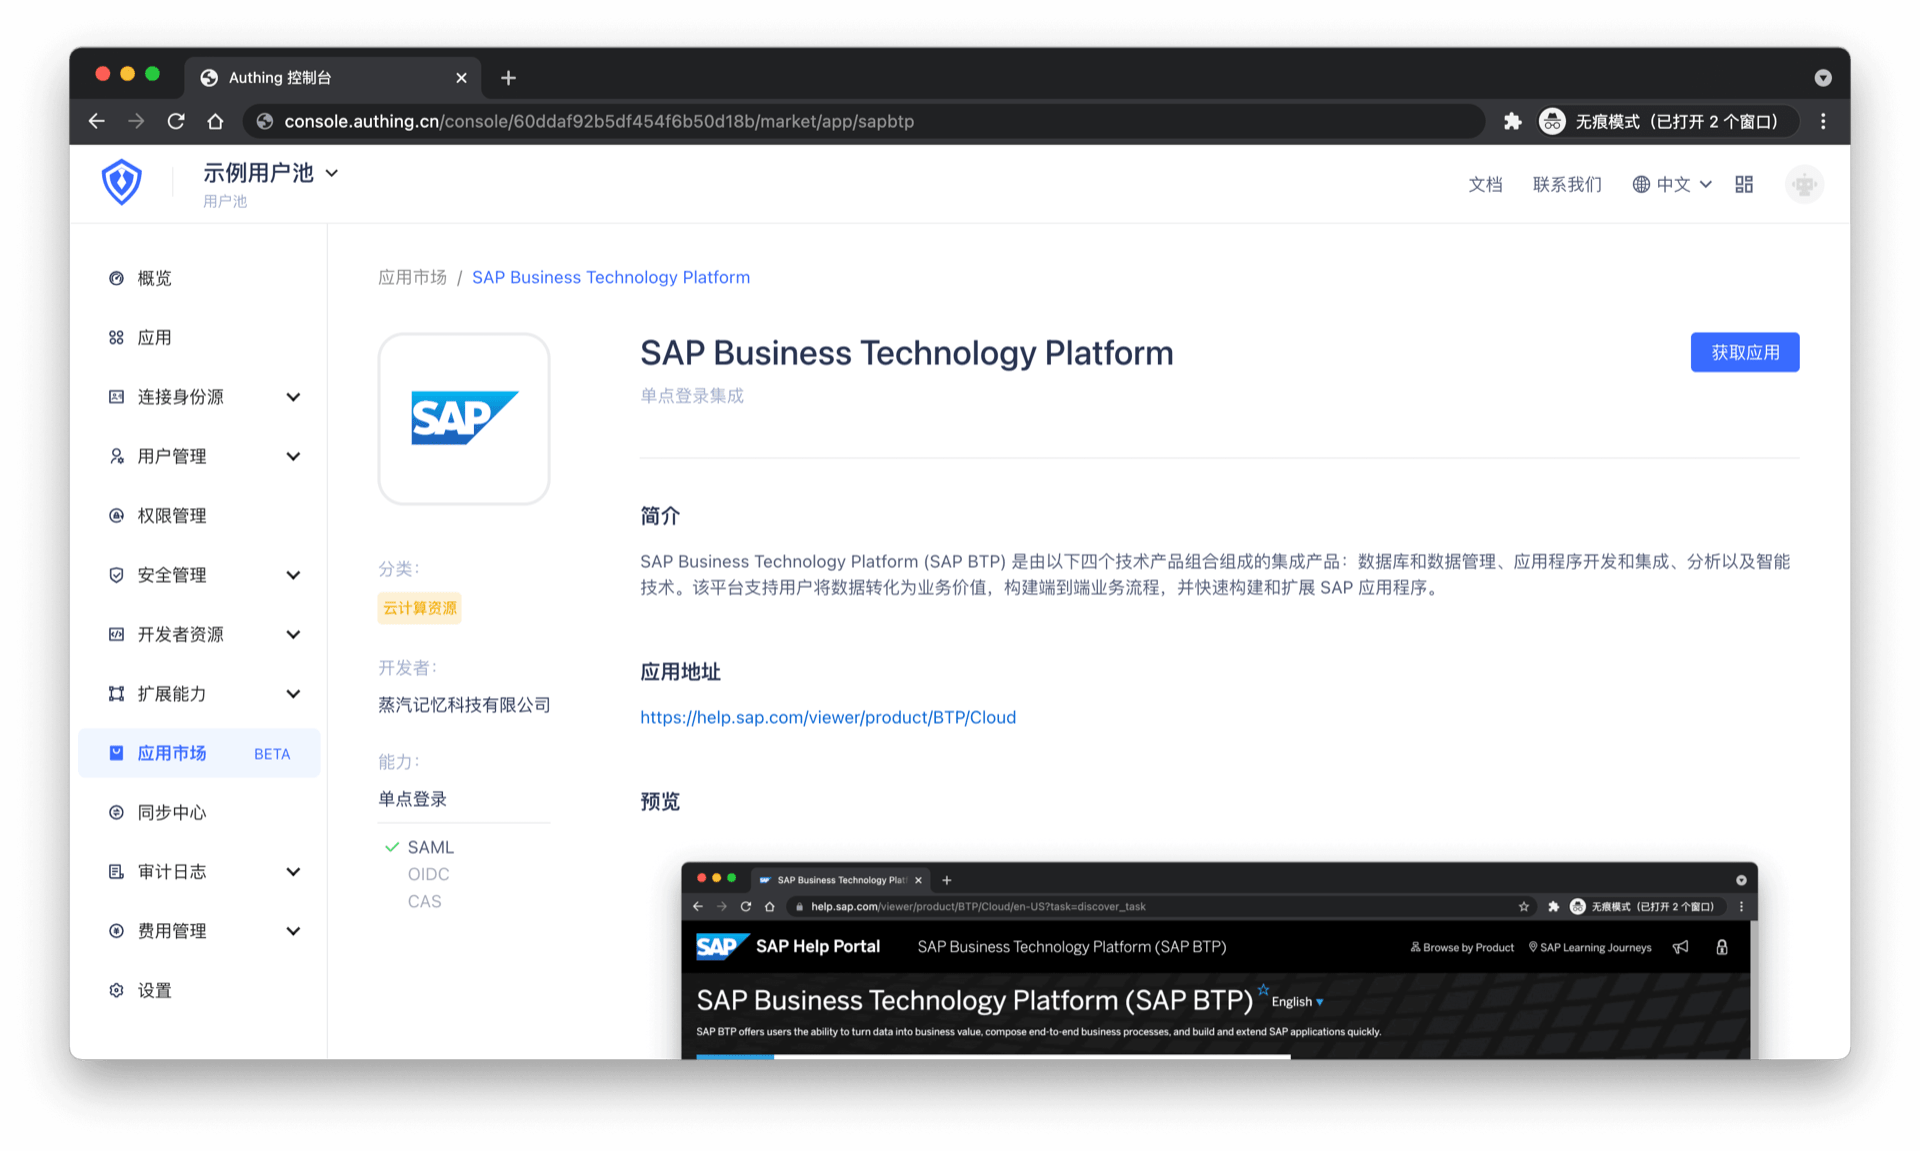 Authing 控制台
console.authing.cn/console/60ddaf92b5df454f6b50d18b/market/app/sapbtp
无痕模式（已打开 2 个窗口）
示例用户池
用户池
文档
联系我们
中文
概览
应用
连接身份源
用户管理
权限管理
安全管理
开发者资源
扩展能力
应用市场 BETA
同步中心
审计日志
费用管理
设置
应用市场 / SAP Business Technology Platform
SAP
分类：
云计算资源
开发者：
蒸汽记忆科技有限公司
能力：
单点登录
SAML
OIDC
CAS
SAP Business Technology Platform
获取应用
单点登录集成
简介
SAP Business Technology Platform (SAP BTP) 是由以下四个技术产品组合组成的集成产品：数据库和数据管理、应用程序开发和集成、分析以及智能
技术。该平台支持用户将数据转化为业务价值，构建端到端业务流程，并快速构建和扩展 SAP 应用程序。
应用地址
https://help.sap.com/viewer/product/BTP/Cloud
预览
SAP Business Technology Plat
help.sap.com/viewer/product/BTP/Cloud/en-US?task=discover_task
无痕模式（已打开 2 个窗口）
SAP SAP Help Portal SAP Business Technology Platform (SAP BTP) Browse by Product SAP Learning Journeys
SAP Business Technology Platform (SAP BTP) English
SAP BTP offers users the ability to turn data into business value, compose end-to-end business processes, and build and extend SAP applications quickly.